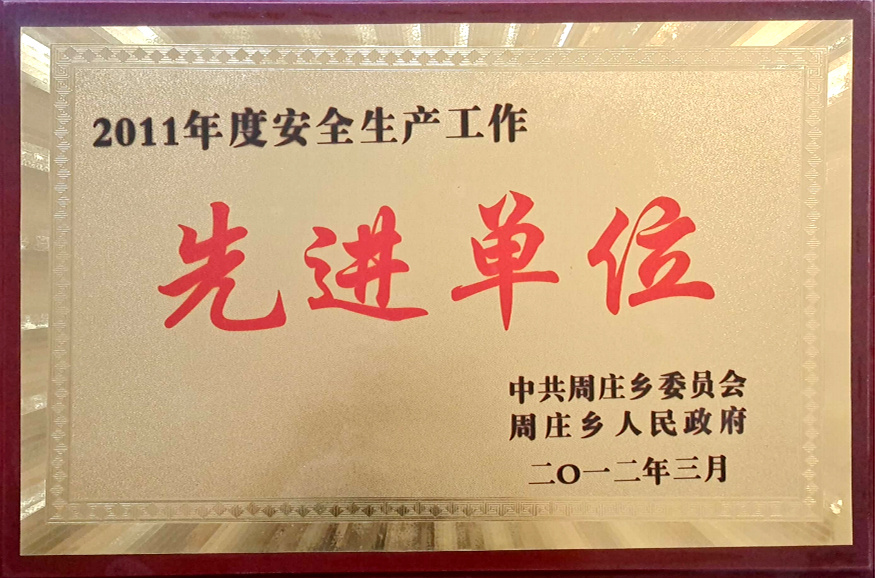 2011年度安全生产工作
先进单位
中共周庄乡委员会
周庄乡人民政府
二〇一二年三月